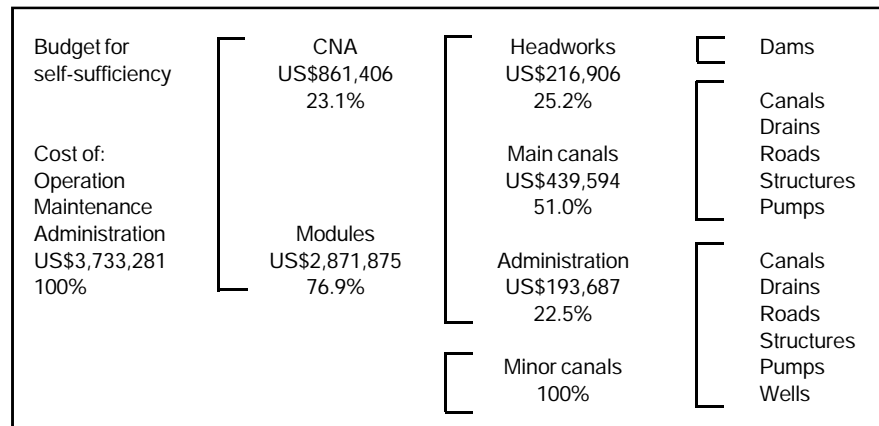 Budget for
self-sufficiency
Cost of:
Operation
Maintenance
Administration
US$3,733,281
100%
CNA
US$861,406
23.1%
Modules
US$2,871,875
76.9%
Headworks
US$216,906
25.2%
Main canals
US$439,594
51.0%
Administration
US$193,687
22.5%
Minor canals
100%
Dams
Canals
Drains
Roads
Structures
Pumps
Canals
Drains
Roads
Structures
Pumps
Wells